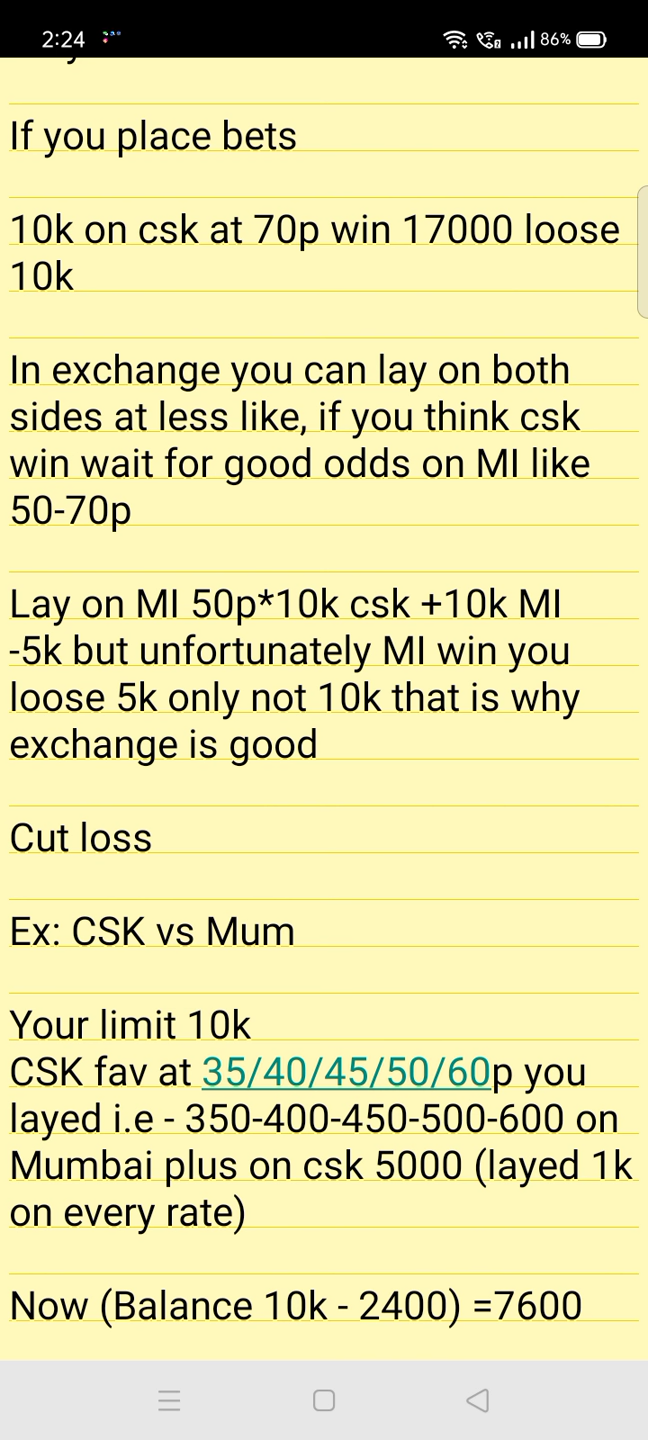 2:24
86%
If you place bets
10k on csk at 70p win 17000 loose
10k
In exchange you can lay on both
sides at less like, if you think csk
win wait for good odds on MI like
50-70p
Lay on MI 50p*10k csk +10k MI
-5k but unfortunately MI win you
loose 5k only not 10k that is why
exchange is good
Cut loss
Ex: CSK vs Mum
Your limit 10k
CSK fav at 35/40/45/50/60p you
layed i.e - 350-400-450-500-600 on
Mumbai plus on csk 5000 (layed 1k
on every rate)
Now (Balance 10k - 2400) =7600